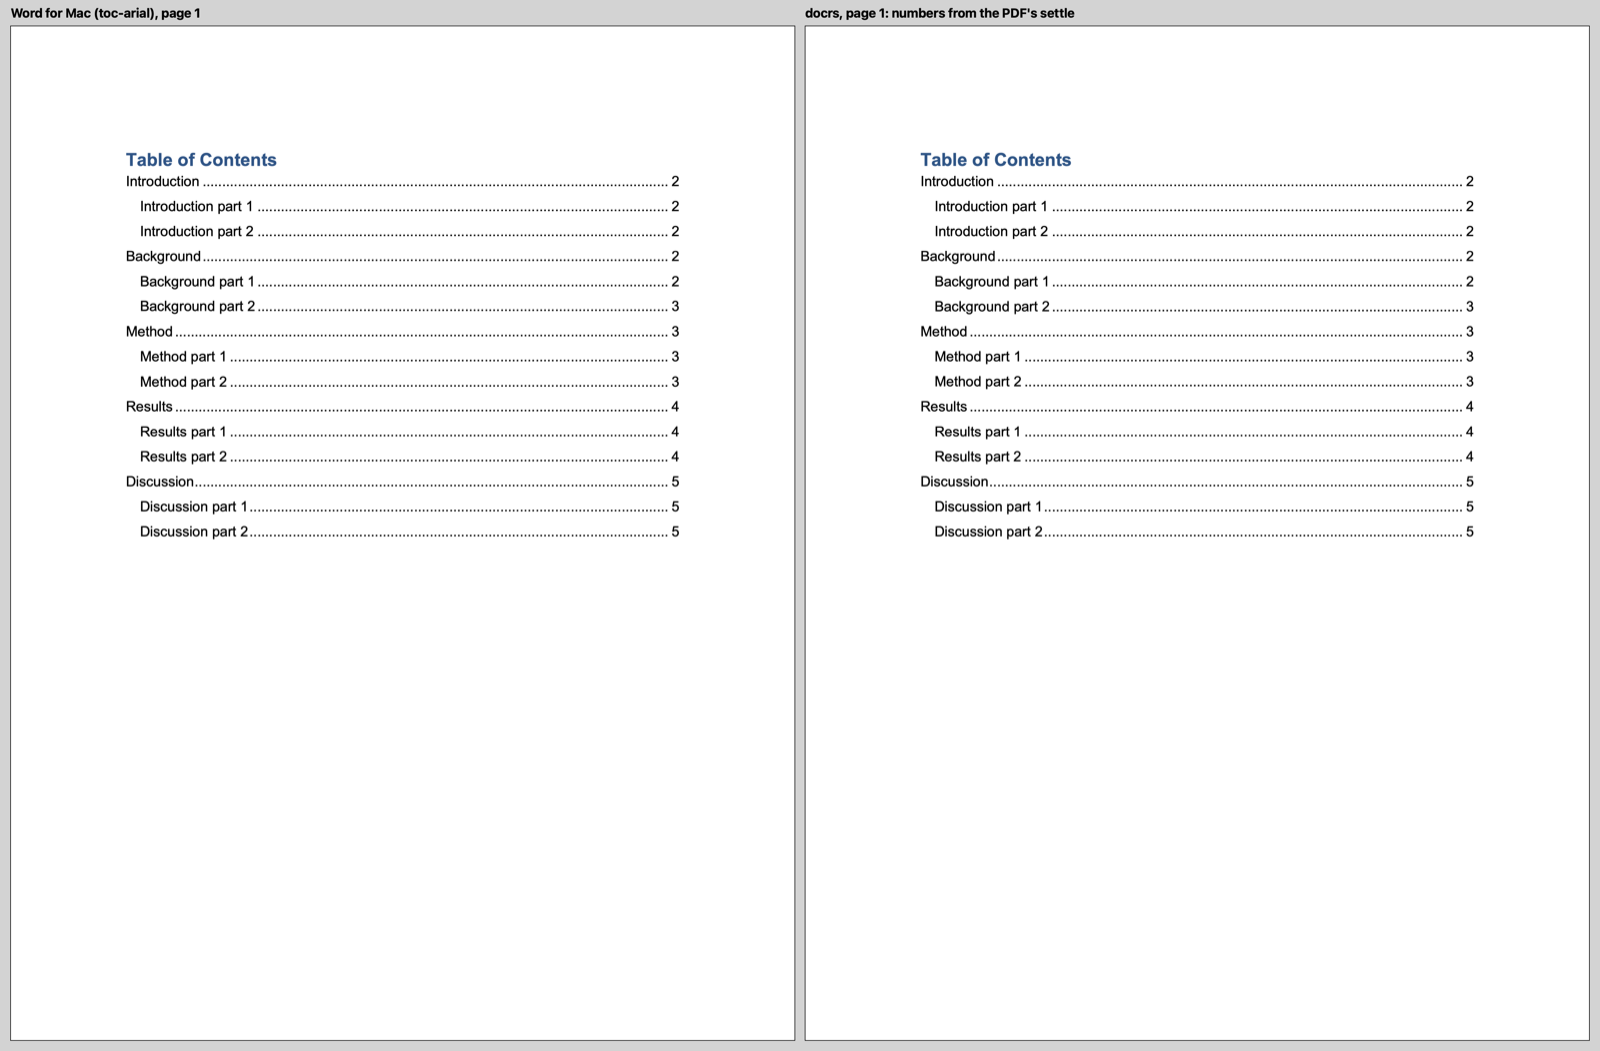 Word for Mac (toc-arial), page 1
Table of Contents
Introduction ........................................................................................................................ 2
Introduction part 1 .......................................................................................................... 2
Introduction part 2 .......................................................................................................... 2
Background........................................................................................................................ 2
Background part 1.......................................................................................................... 2
Background part 2.......................................................................................................... 3
Method ............................................................................................................................... 3
Method part 1 ................................................................................................................. 3
Method part 2 ................................................................................................................. 3
Results ............................................................................................................................... 4
Results part 1 ................................................................................................................. 4
Results part 2 ................................................................................................................. 4
Discussion.......................................................................................................................... 5
Discussion part 1............................................................................................................ 5
Discussion part 2............................................................................................................ 5
docrs, page 1: numbers from the PDF's settle
Table of Contents
Introduction ........................................................................................................................ 2
Introduction part 1 .......................................................................................................... 2
Introduction part 2 .......................................................................................................... 2
Background........................................................................................................................ 2
Background part 1.......................................................................................................... 2
Background part 2.......................................................................................................... 3
Method ............................................................................................................................... 3
Method part 1 ................................................................................................................. 3
Method part 2 ................................................................................................................. 3
Results ............................................................................................................................... 4
Results part 1 ................................................................................................................. 4
Results part 2 ................................................................................................................. 4
Discussion.......................................................................................................................... 5
Discussion part 1............................................................................................................ 5
Discussion part 2............................................................................................................ 5